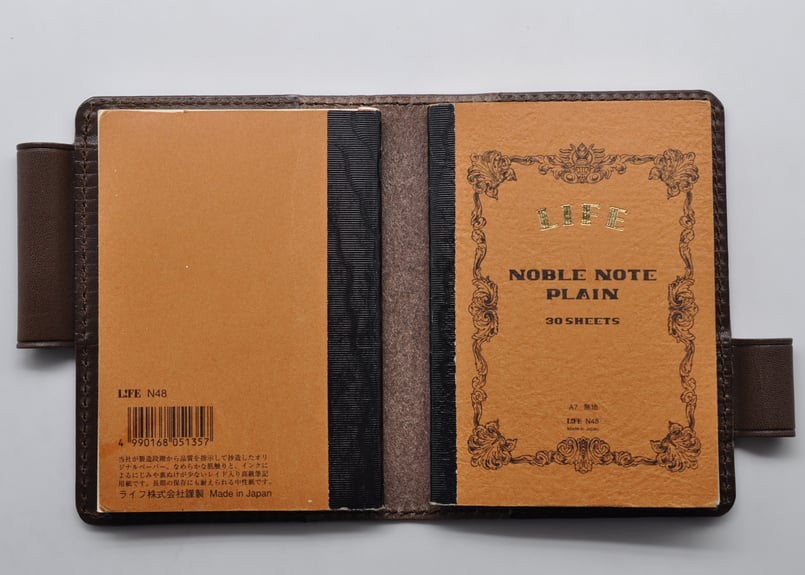 LIFE N48
4 990168 051357
当社が製造段階から品質を指示して抄造したオリ
ジナルペーパー。なめらかな肌触りと、インクに
よるにじみや裏ぬけが少ないレイド入り高級筆記
用紙です。長期の保存にも耐えられる中性紙です。
ライフ株式会社謹製 Made in Japan
LIFE
NOBLE NOTE
PLAIN
30 SHEETS
A7 無地
LIFE N48
Made in Japan